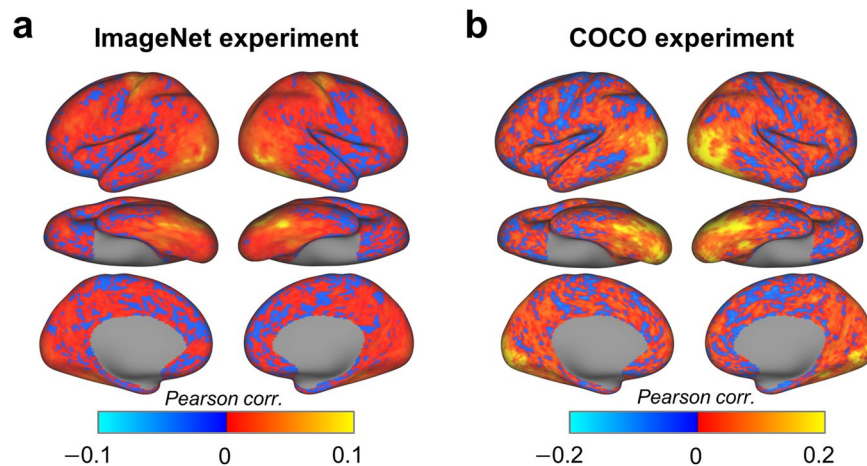 a
ImageNet experiment
b
COCO experiment
Pearson corr.
−0.1 0 0.1
Pearson corr.
−0.2 0 0.2